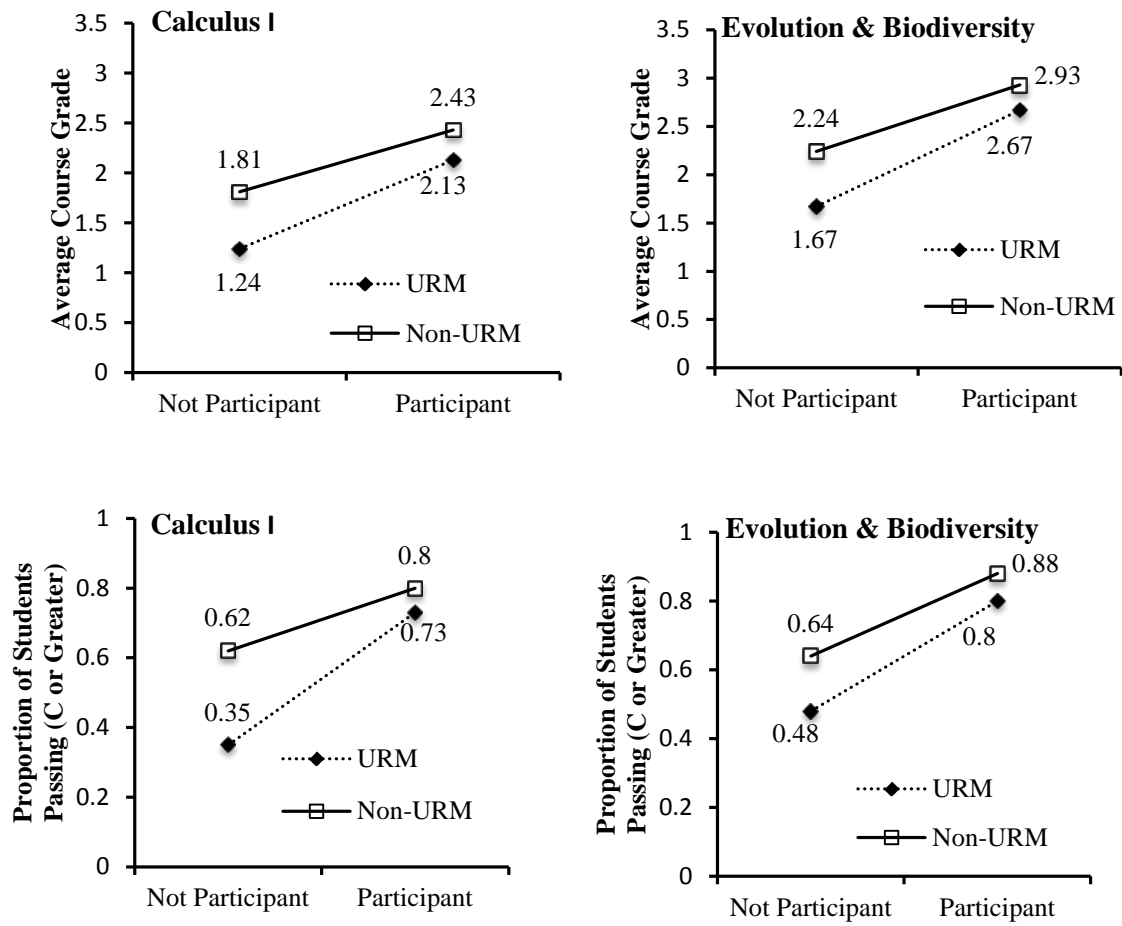 Calculus I
Average Course Grade
3.5
3
2.5
2
1.5
1
0.5
0
1.81
2.43
1.24
2.13
URM
Non-URM
Not Participant
Participant
Evolution & Biodiversity
Average Course Grade
3.5
3
2.5
2
1.5
1
0.5
0
2.24
2.93
1.67
2.67
URM
Non-URM
Not Participant
Participant
Calculus I
Proportion of Students
Passing (C or Greater)
1
0.8
0.6
0.4
0.2
0
0.62
0.8
0.35
0.73
URM
Non-URM
Not Participant
Participant
Evolution & Biodiversity
Proportion of Students
Passing (C or Greater)
1
0.8
0.6
0.4
0.2
0
0.64
0.88
0.48
0.8
URM
Non-URM
Not Participant
Participant